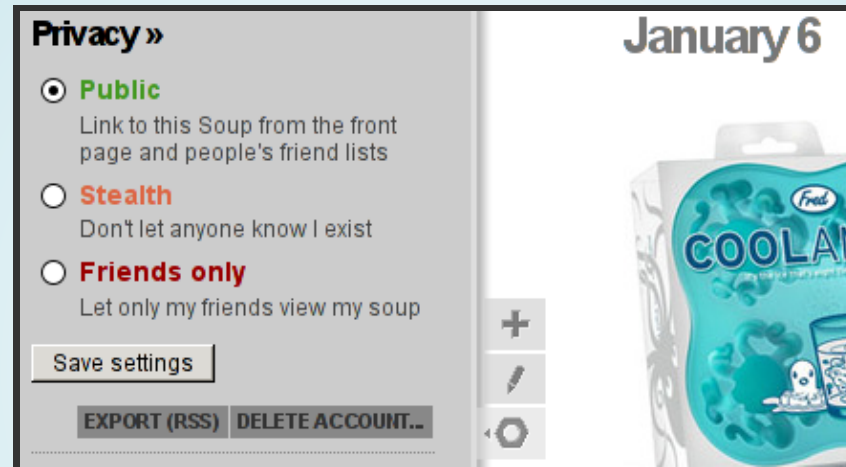 Privacy »
Public
Link to this Soup from the front
page and people's friend lists
Stealth
Don't let anyone know I exist
Friends only
Let only my friends view my soup
Save settings
EXPORT (RSS) DELETE ACCOUNT...
January 6
Fred